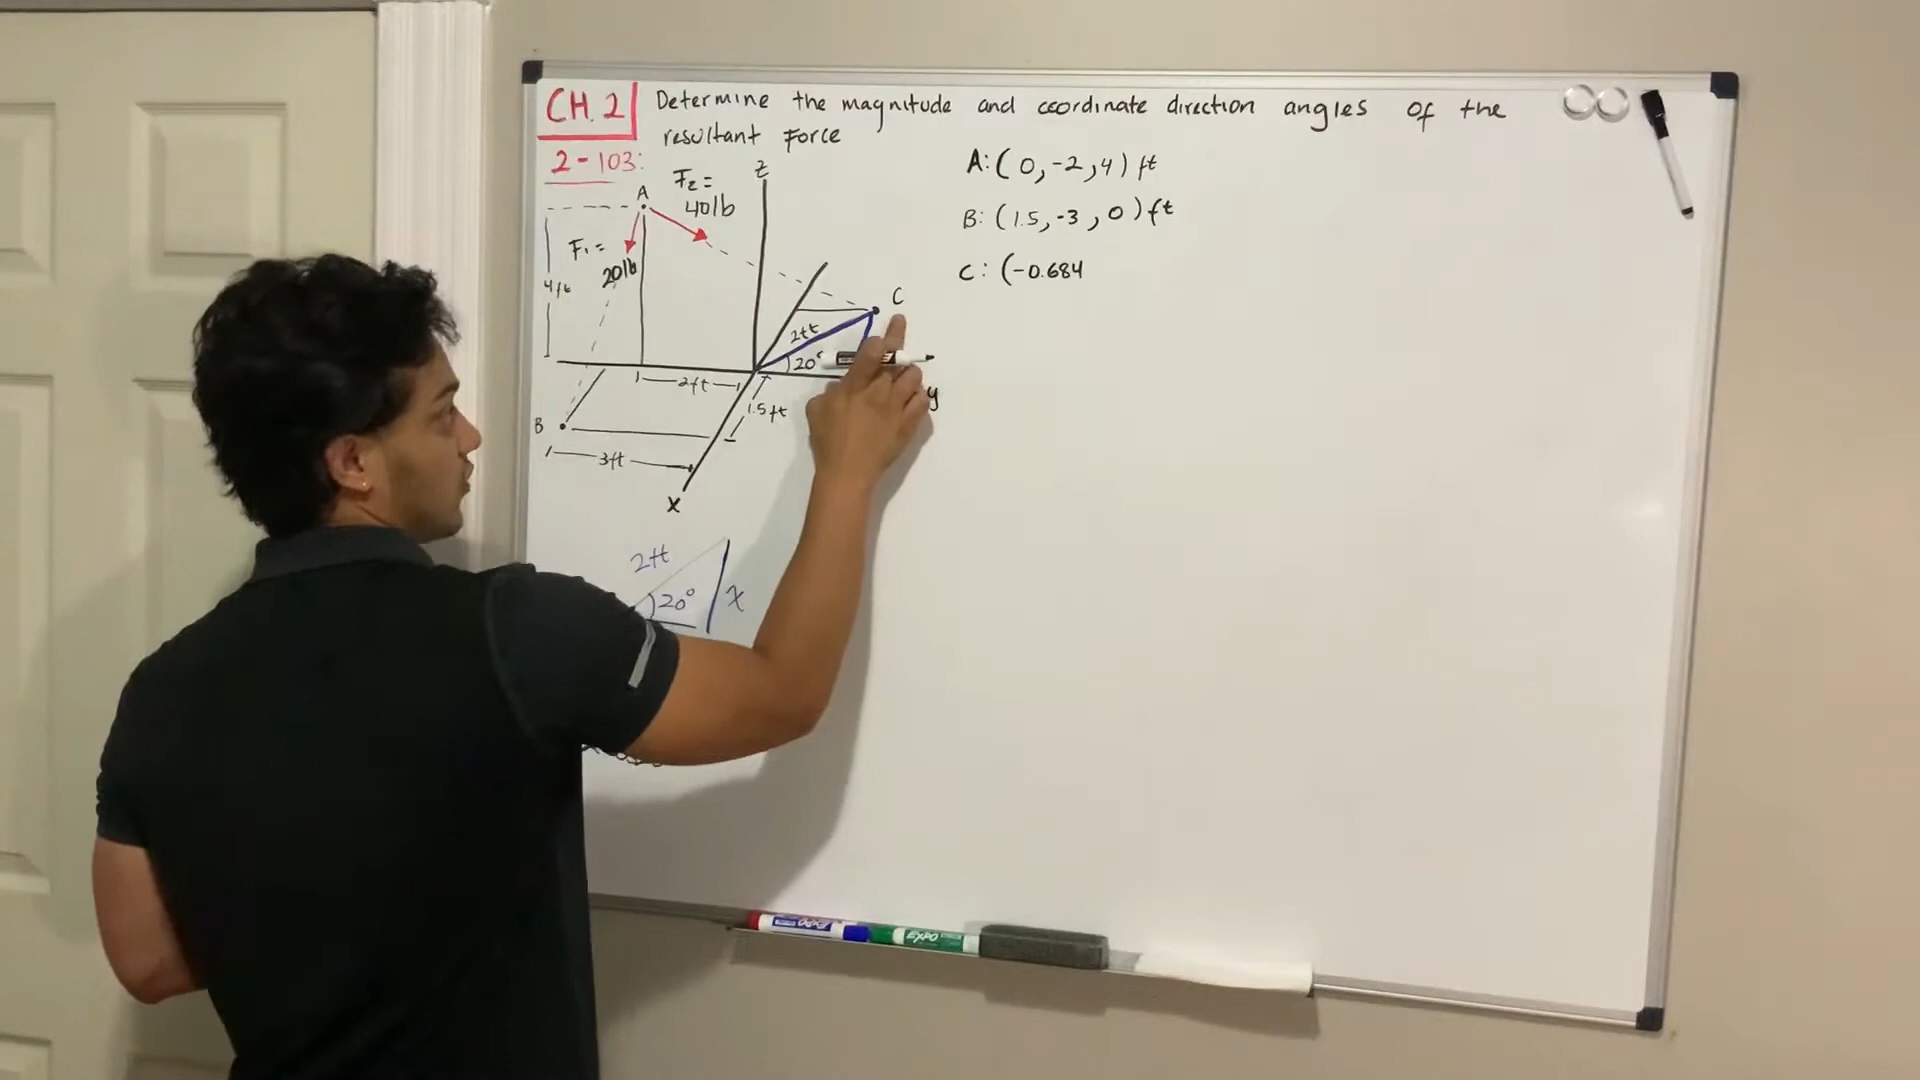 CH. 2
Determine the magnitude and coordinate direction angles of the
resultant Force
2-103:
A
F2 =
40lb
F1 =
20lb
4ft
Z
C
2ft
20°
y
2ft
1.5ft
B
3ft
X
A: (0, -2, 4) ft
B: (1.5, -3, 0) ft
C: (-0.684
2ft
20°
x
EXPO
EXPO